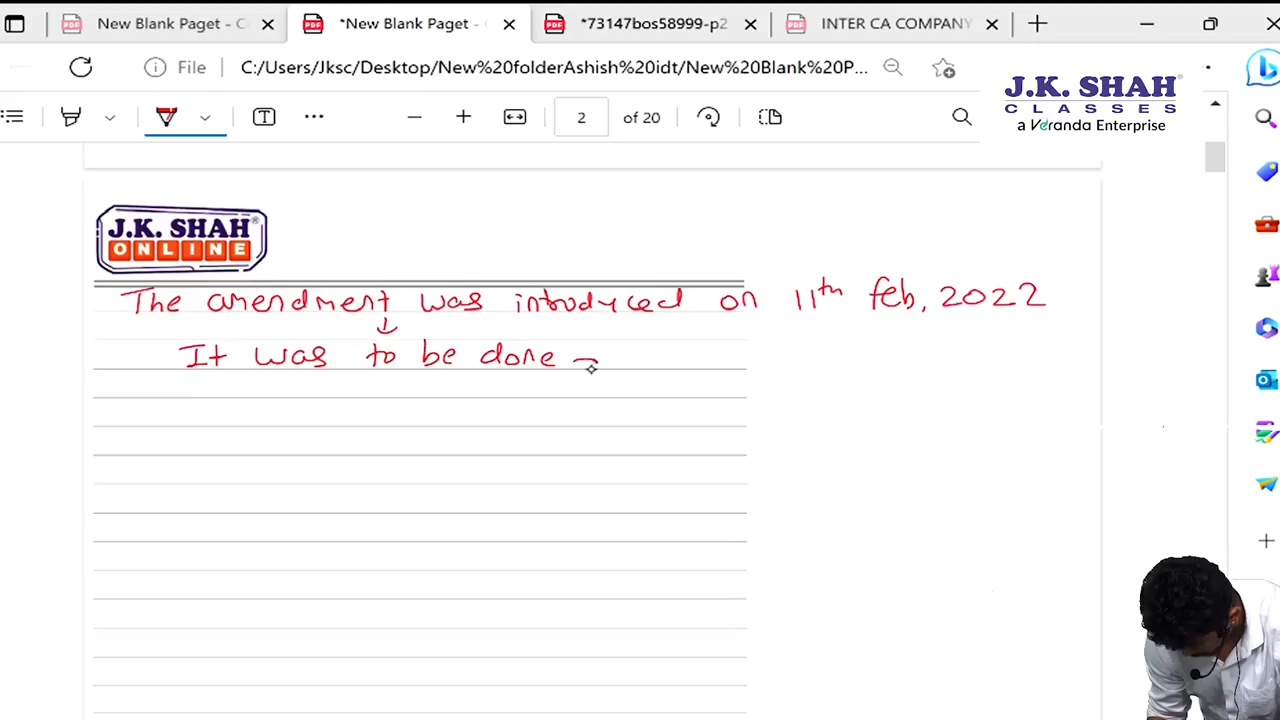 New Blank Paget - C
*New Blank Paget -
*73147bos58999-p2
INTER CA COMPANY
File
C:/Users/Jksc/Desktop/New%20folderAshish%20idt/New%20Blank%20P...
J.K. SHAH®
CLASSES
a Veranda Enterprise
2 of 20
J.K. SHAH®
ONLINE
The amendment was introduced on 11th Feb, 2022
It was to be done